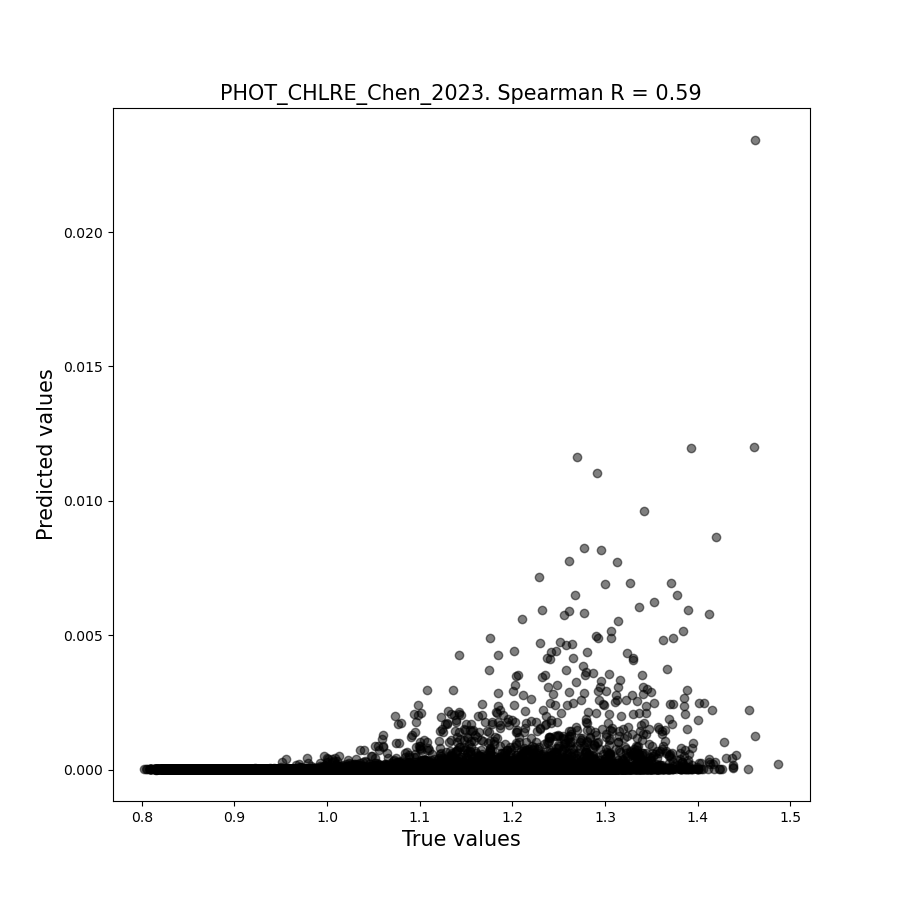 PHOT_CHLRE_Chen_2023. Spearman R = 0.59
Predicted values
0.020
0.015
0.010
0.005
0.000
0.8 0.9 1.0 1.1 1.2 1.3 1.4 1.5
True values